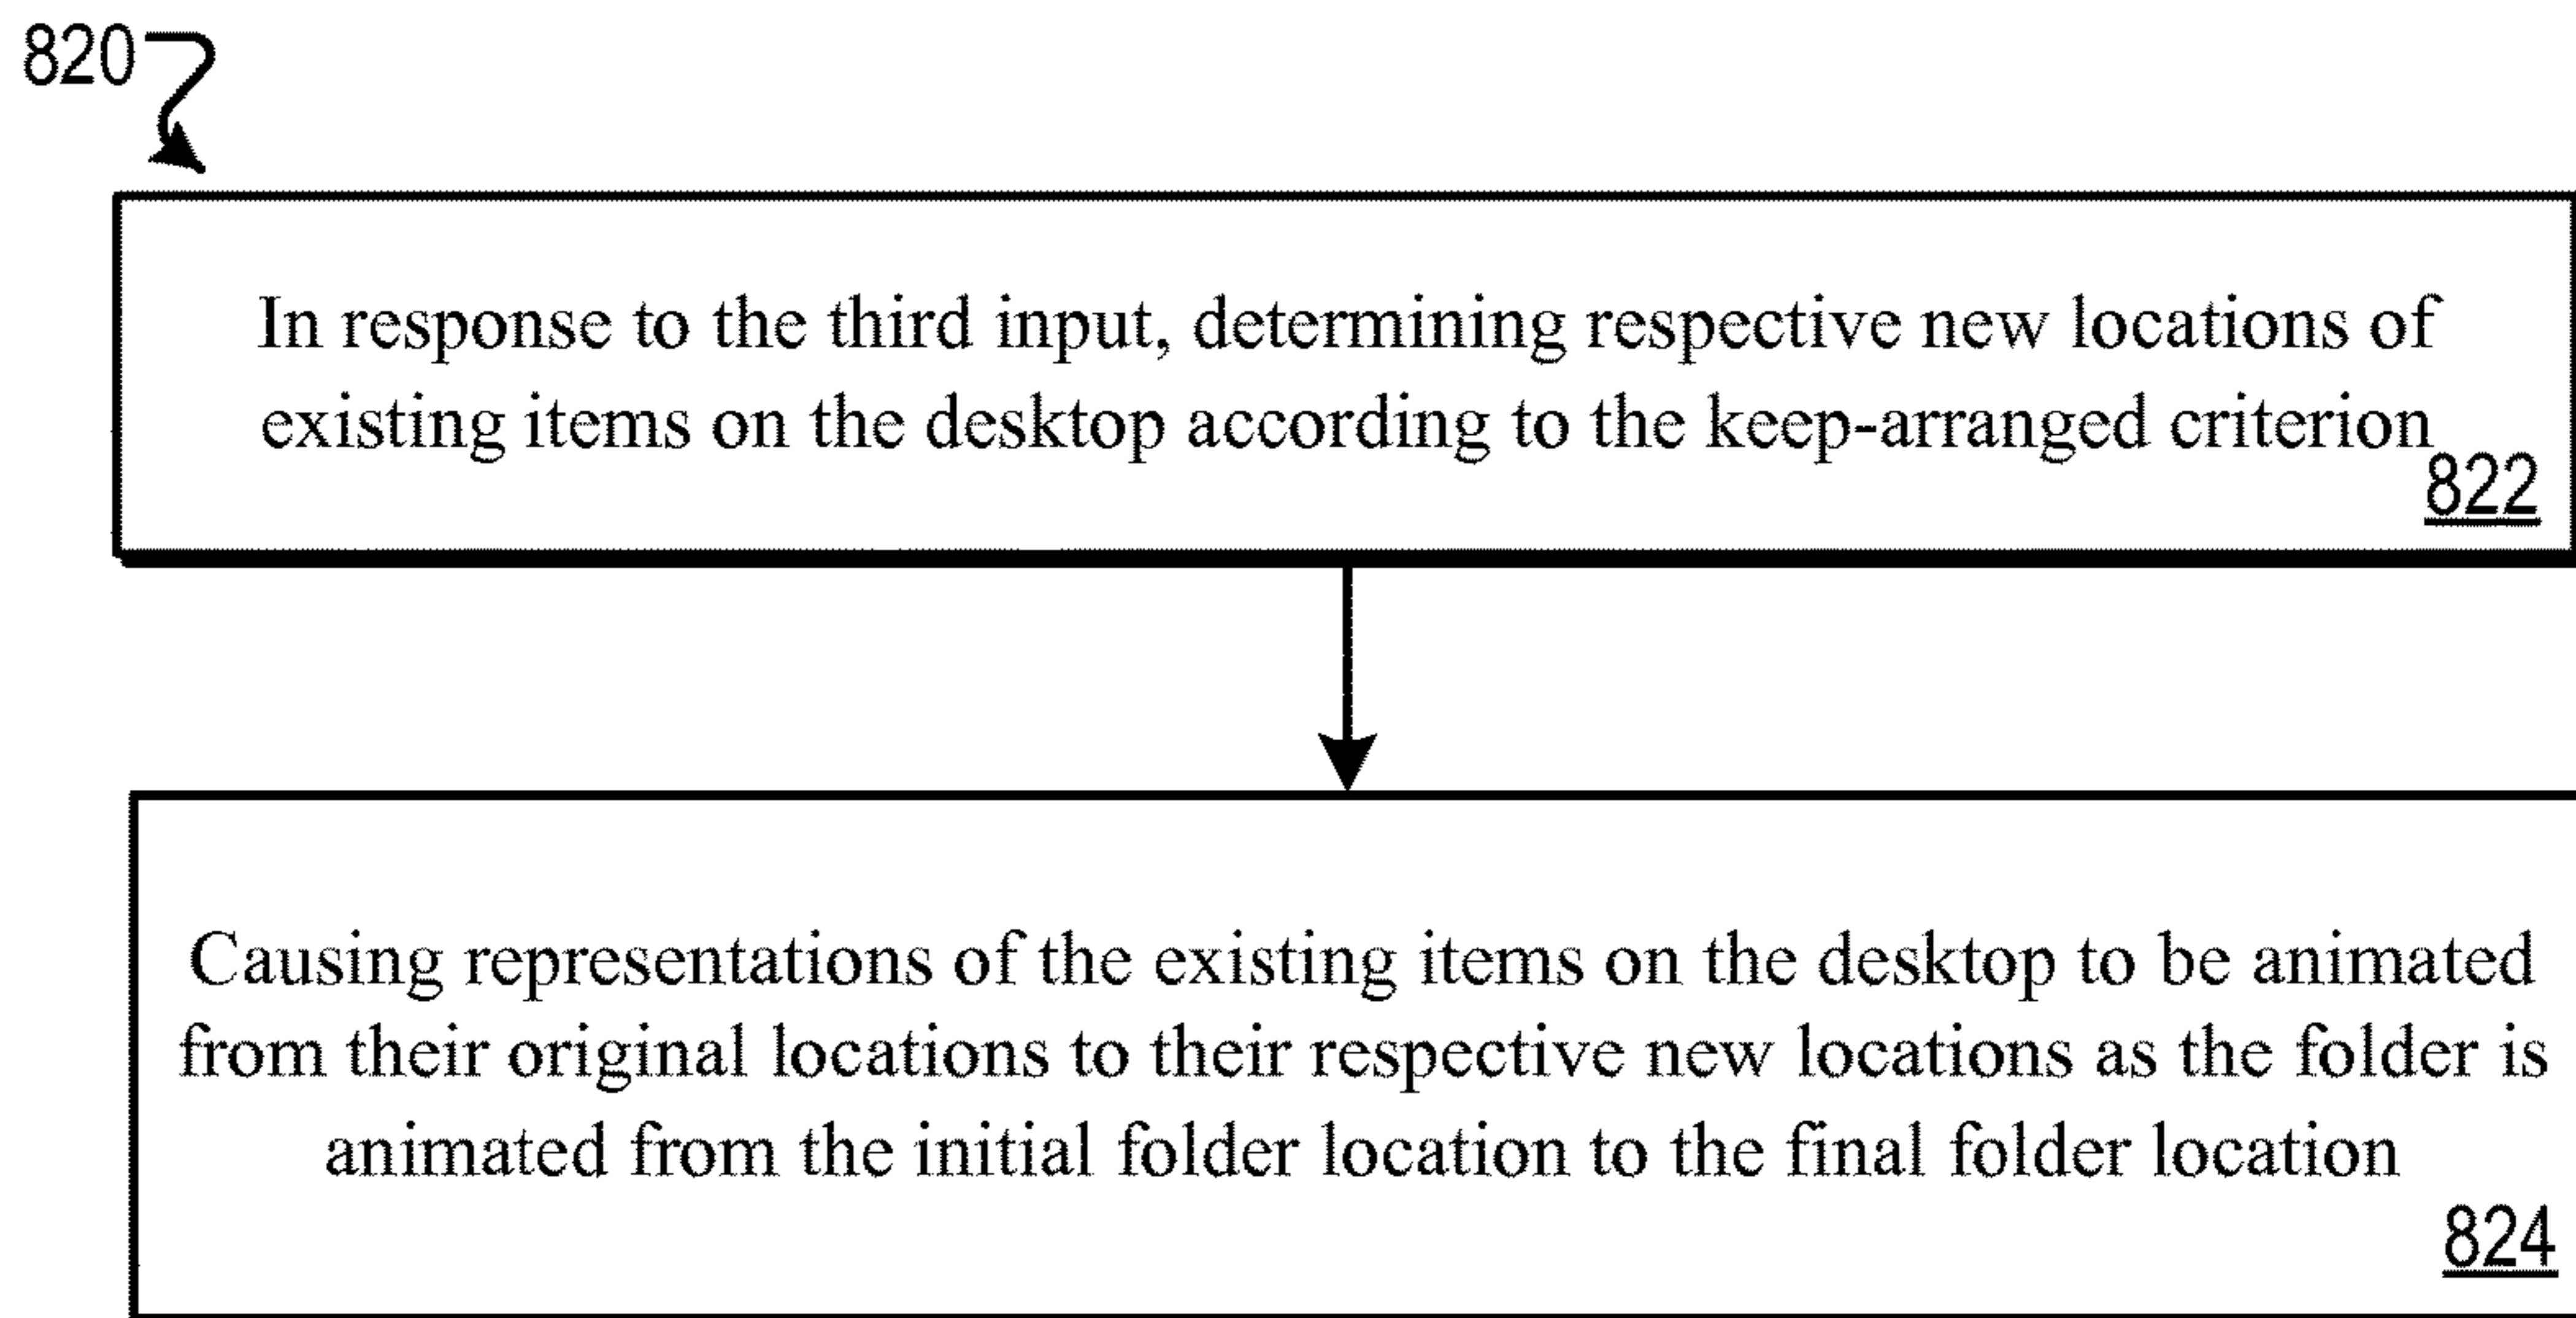 820
In response to the third input, determining respective new locations of
existing items on the desktop according to the keep-arranged criterion
822
Causing representations of the existing items on the desktop to be animated
from their original locations to their respective new locations as the folder is
animated from the initial folder location to the final folder location
824